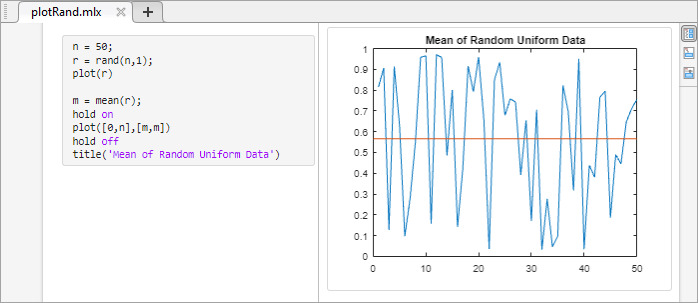 plotRand.mlx
n = 50;
r = rand(n,1);
plot(r)
m = mean(r);
hold on
plot([0,n],[m,m])
hold off
title('Mean of Random Uniform Data')
Mean of Random Uniform Data
1
0.9
0.8
0.7
0.6
0.5
0.4
0.3
0.2
0.1
0
0 10 20 30 40 50